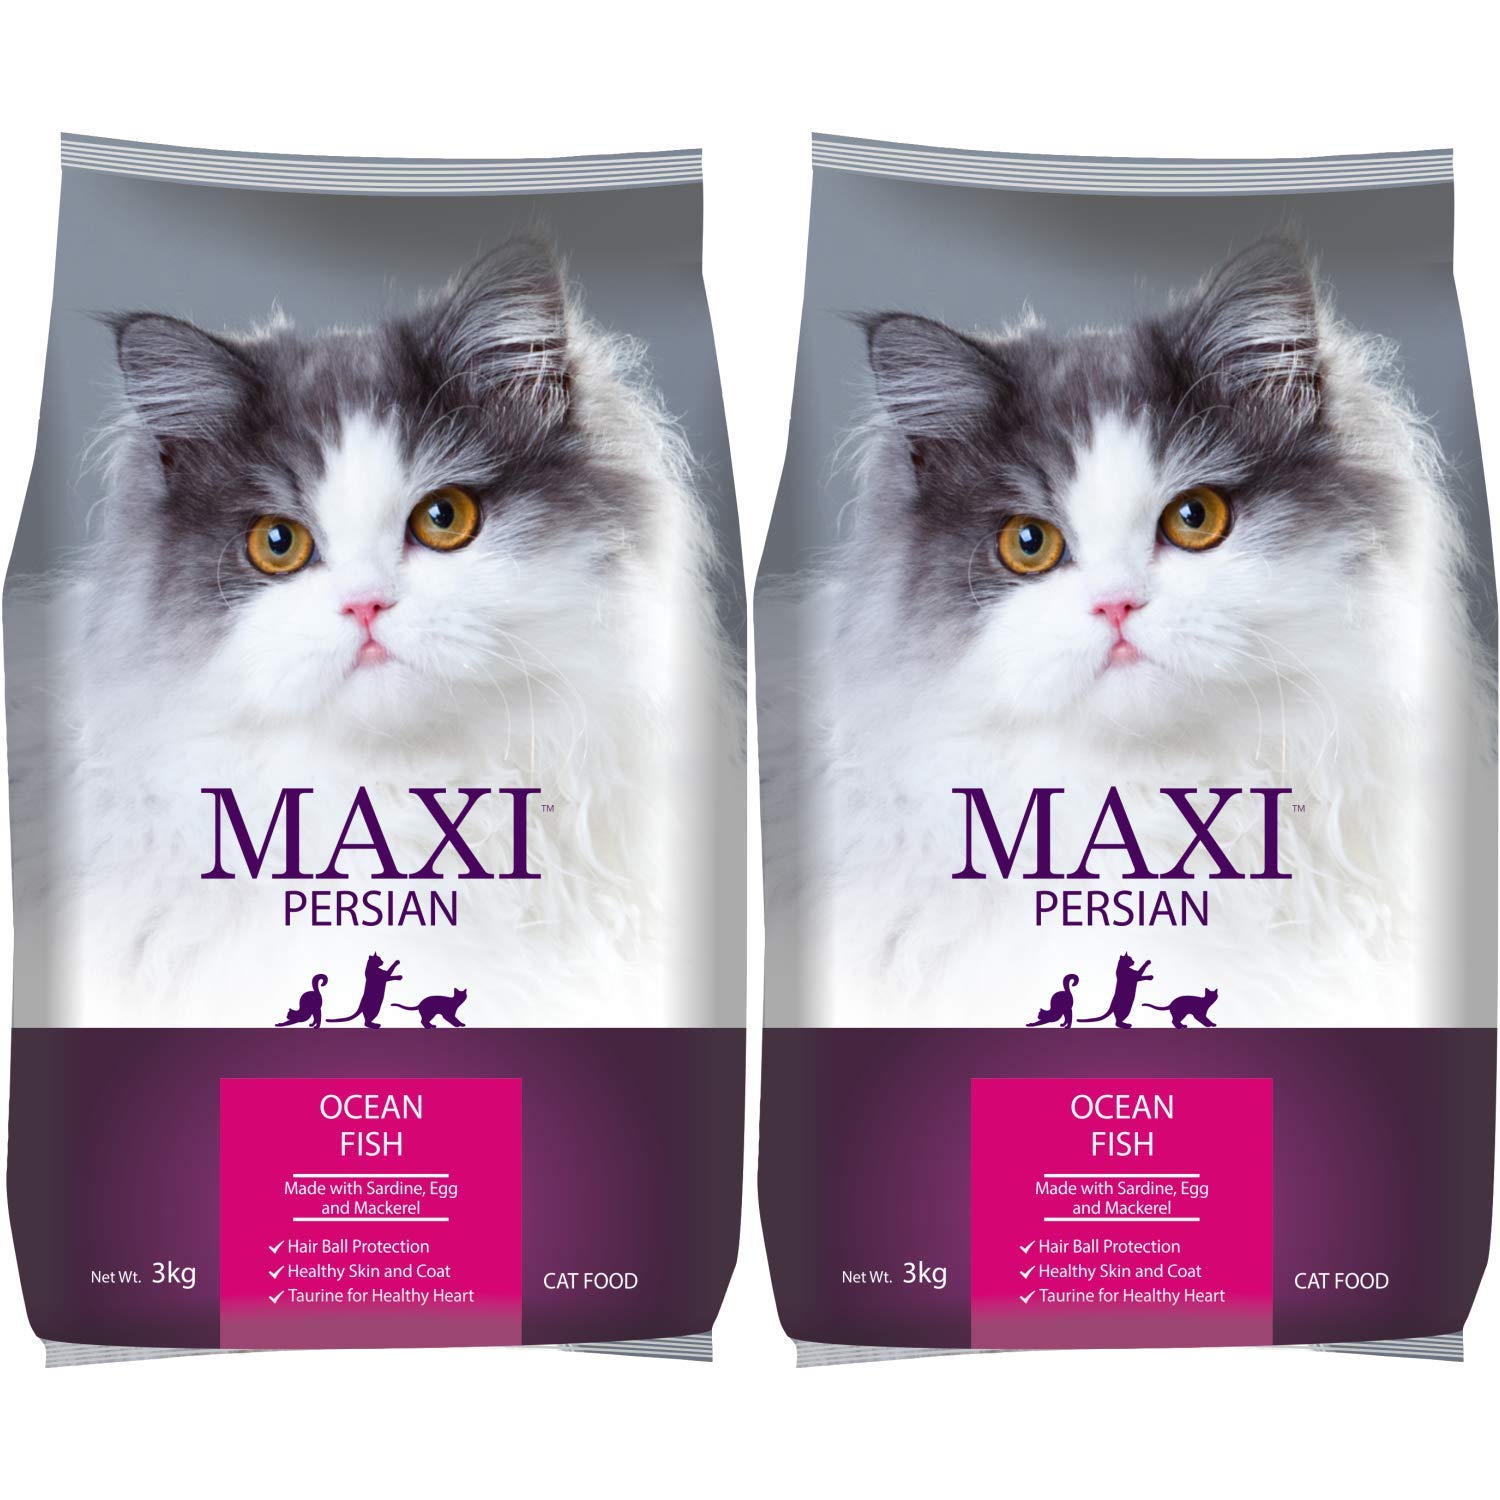 MAXI™
PERSIAN
OCEAN
FISH
Made with Sardine, Egg
and Mackerel
✓ Hair Ball Protection
✓ Healthy Skin and Coat
✓ Taurine for Healthy Heart
Net Wt. 3kg
CAT FOOD
MAXI™
PERSIAN
OCEAN
FISH
Made with Sardine, Egg
and Mackerel
✓ Hair Ball Protection
✓ Healthy Skin and Coat
✓ Taurine for Healthy Heart
Net Wt. 3kg
CAT FOOD